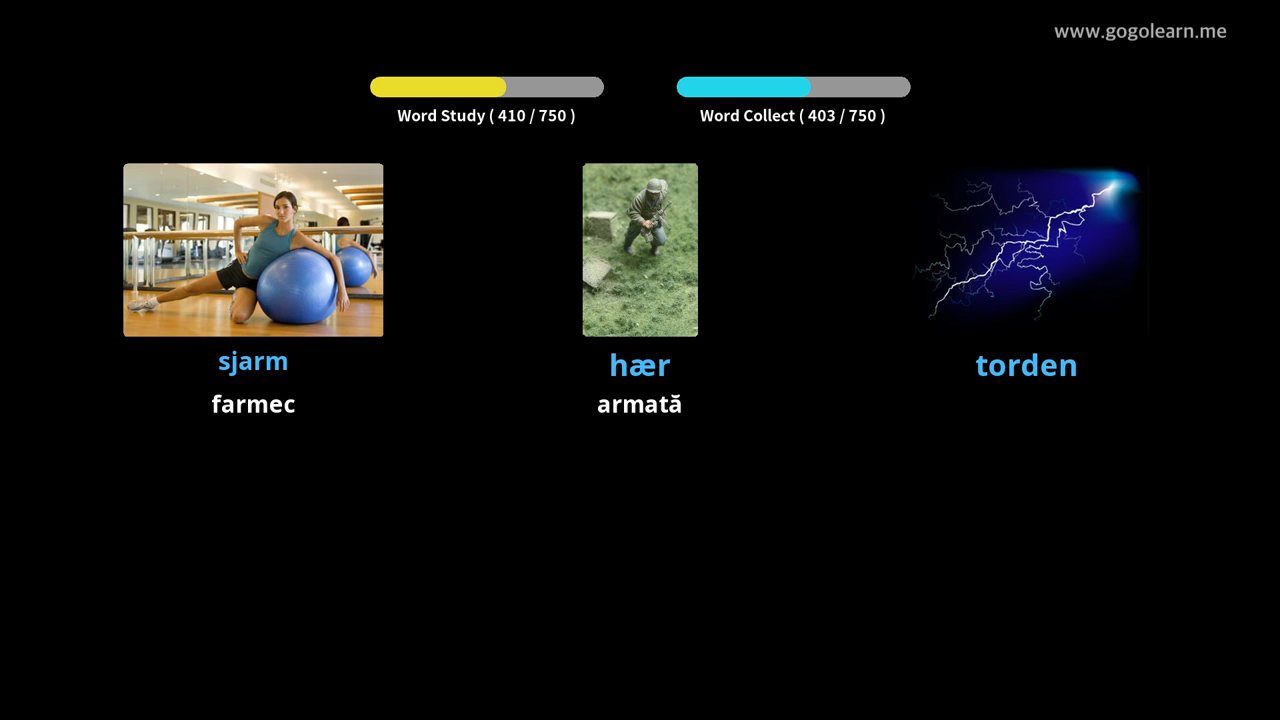 www.gogolearn.me
Word Study ( 410 / 750 )
Word Collect ( 403 / 750 )
sjarm
hær
torden
farmec
armată